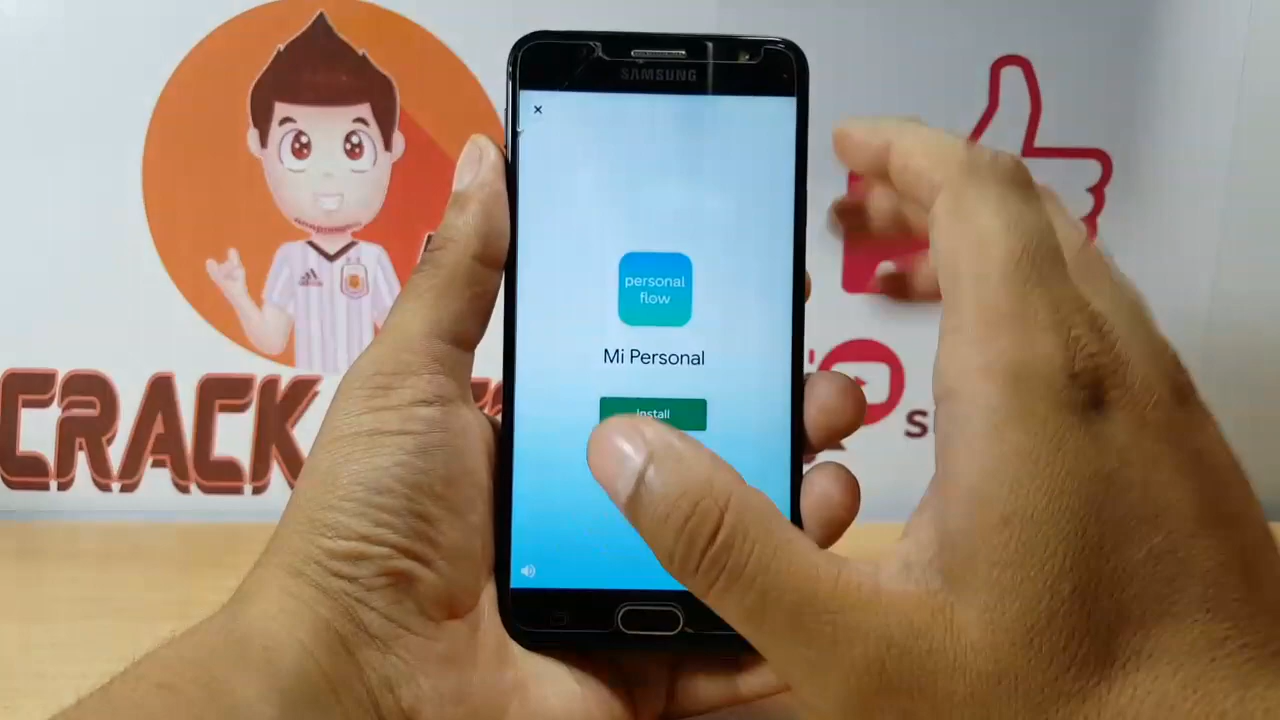 SAMSUNG
×
personal
flow
Mi Personal
Install
CRACK